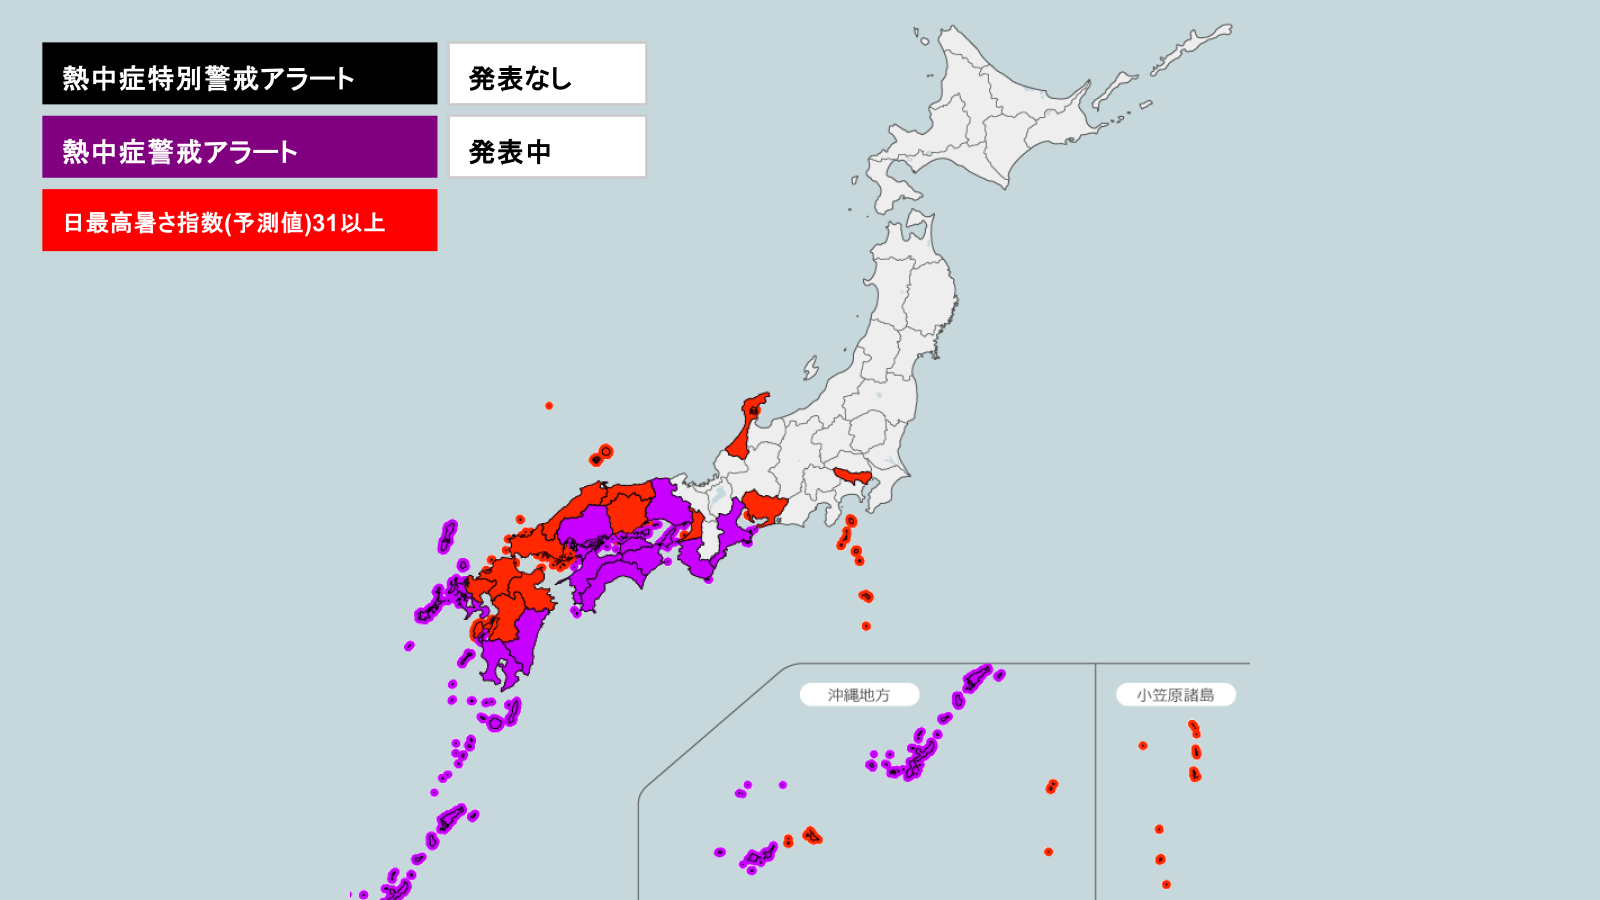 熱中症特別警戒アラート
発表なし
熱中症警戒アラート
発表中
日最高暑さ指数(予測値)31以上
沖縄地方
小笠原諸島